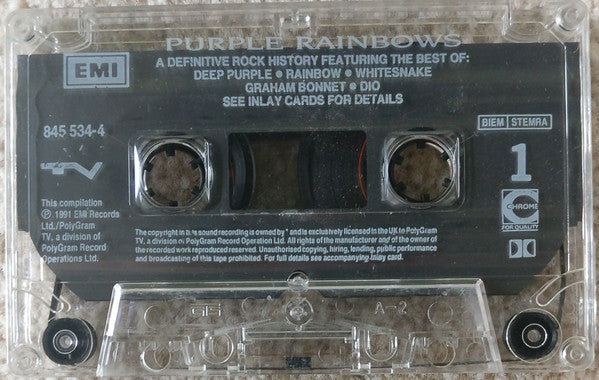 PURPLE RAINBOWS
EMI
A DEFINITIVE ROCK HISTORY FEATURING THE BEST OF:
DEEP PURPLE • RAINBOW • WHITESNAKE
GRAHAM BONNET • DIO
SEE INLAY CARDS FOR DETAILS
845 534-4
BIEM STEMRA
TV
1
This compilation
℗ 1991 EMI Records
Ltd./PolyGram
TV, a division of
PolyGram Record
Operations Ltd.
CHROME
FOR QUALITY
The copyright in sound recording is owned by * and is exclusively licensed in the UK to PolyGram
TV, a division of PolyGram Record Operation Ltd. All rights of the manufacturer and of the owner of
the recorded work reproduced reserved. Unauthorised copying, hiring, lending, public performance
and broadcasting of this tape prohibited. For full details see accompanying inlay card.
A-2